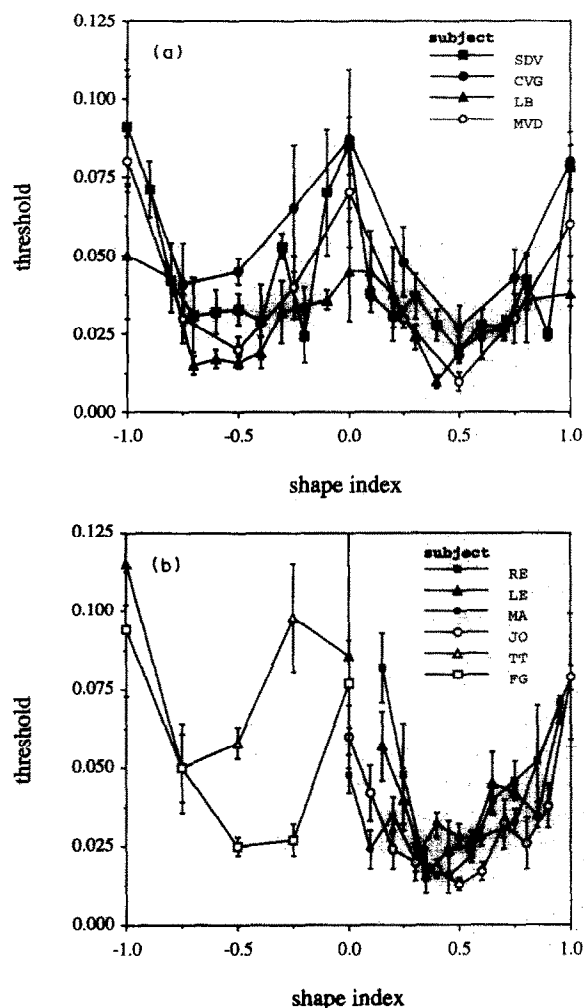 (a)
subject
SDV
CVG
LB
MVD
0.125
0.100
0.075
0.050
0.025
0.000
threshold
-1.0 -0.5 0.0 0.5 1.0
shape index
(b)
subject
RE
LE
MA
JO
TT
FG
0.125
0.100
0.075
0.050
0.025
0.000
threshold
-1.0 -0.5 0.0 0.5 1.0
shape index